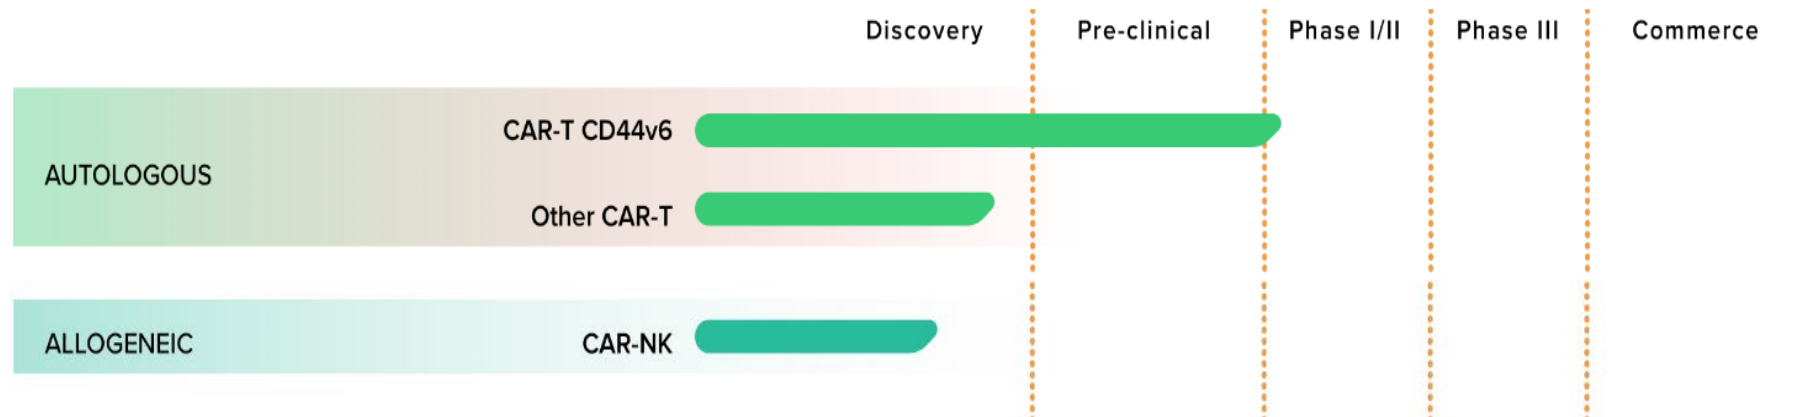 Discovery Pre-clinical Phase I/II Phase III Commerce
CAR-T CD44v6
AUTOLOGOUS
Other CAR-T
ALLOGENEIC CAR-NK